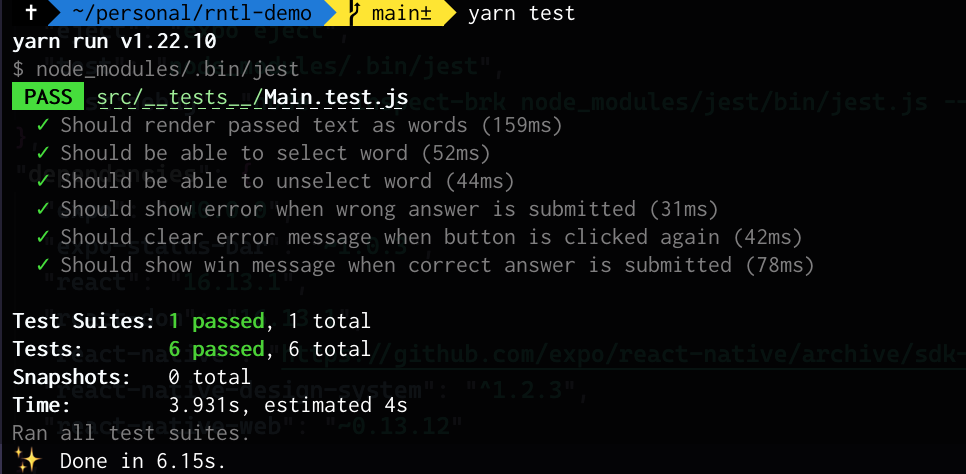 ✝ ~/personal/rntl-demo main± yarn test
yarn run v1.22.10
$ node_modules/.bin/jest
PASS src/__tests__/Main.test.js
✓ Should render passed text as words (159ms)
✓ Should be able to select word (52ms)
✓ Should be able to unselect word (44ms)
✓ Should show error when wrong answer is submitted (31ms)
✓ Should clear error message when button is clicked again (42ms)
✓ Should show win message when correct answer is submitted (78ms)
Test Suites: 1 passed, 1 total
Tests: 6 passed, 6 total
Snapshots: 0 total
Time: 3.931s, estimated 4s
Ran all test suites.
✨ Done in 6.15s.